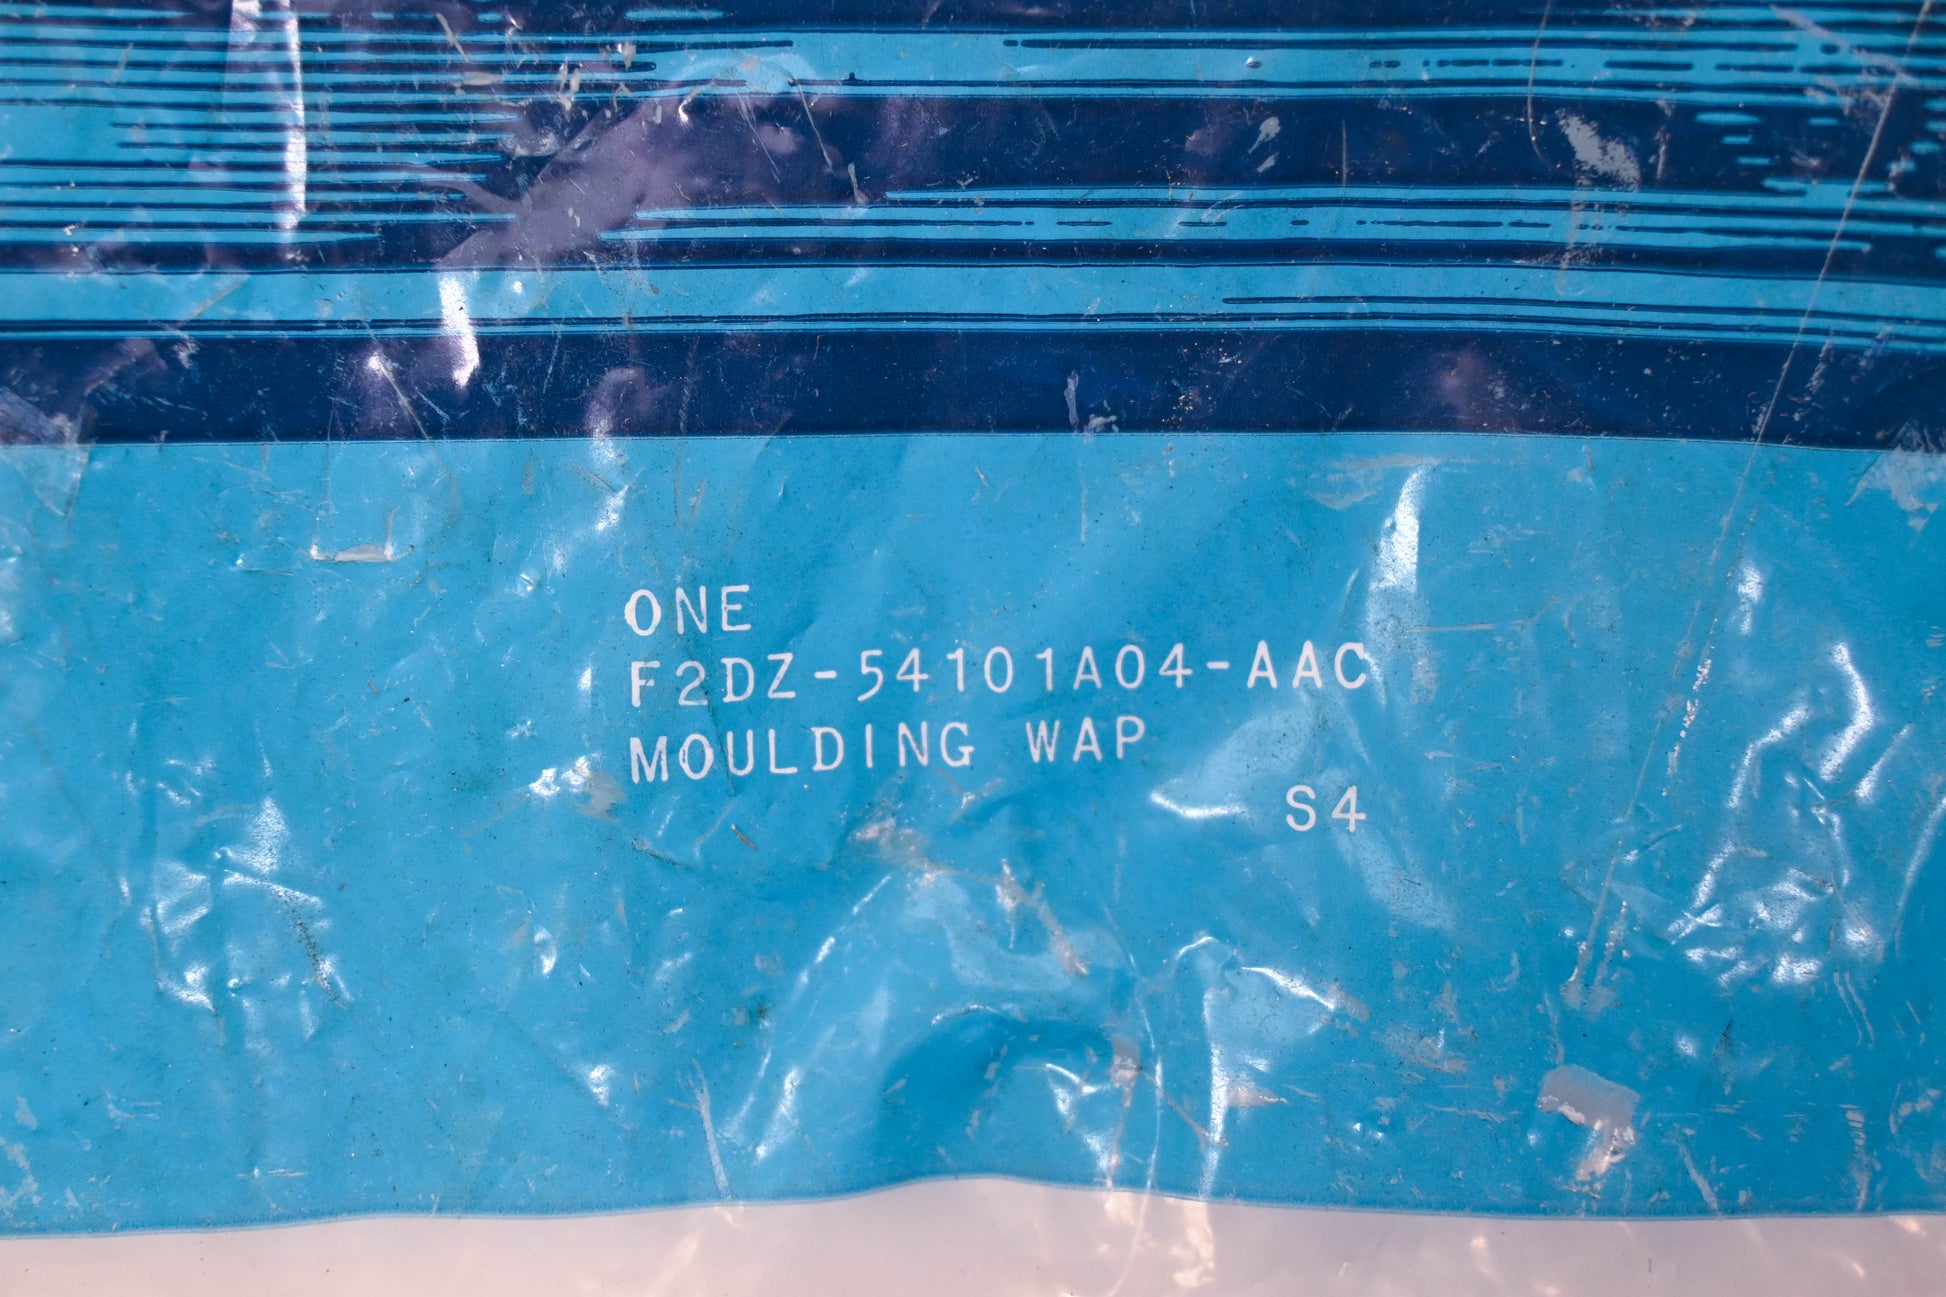 ONE
F2DZ-54101A04-AAC
MOULDING WAP
S4